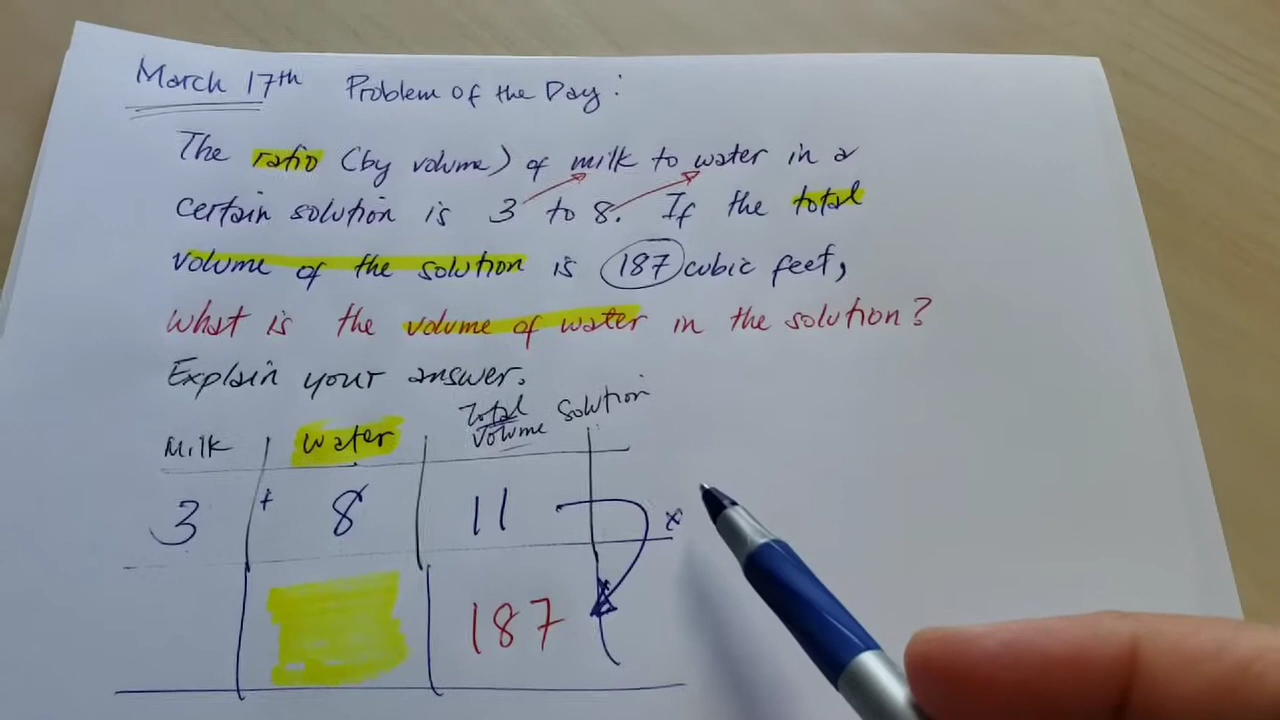 March 17th Problem of the Day:
The ratio (by volume) of milk to water in a
certain solution is 3 to 8. If the total
volume of the solution is 187 cubic feet,
What is the volume of water in the solution?
Explain your answer.
Milk Water Total Volume Solution
3 + 8 11 ×
187